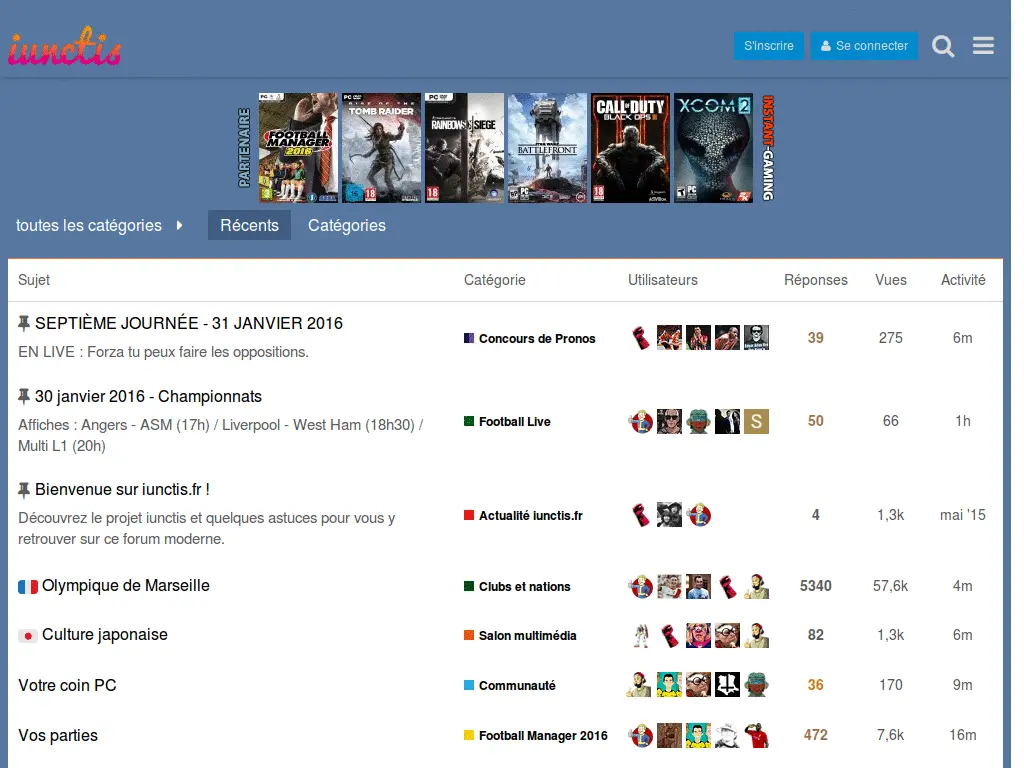 iunctis
S'inscrire
Se connecter
PARTENAIRE
FOOTBALL MANAGER 2016
RISE OF THE TOMB RAIDER
RAINBOW SIX SIEGE
STAR WARS BATTLEFRONT
CALL OF DUTY BLACK OPS III
XCOM 2
INSTANT-GAMING
toutes les catégories
Récents
Catégories
Sujet Catégorie Utilisateurs Réponses Vues Activité
SEPTIÈME JOURNÉE - 31 JANVIER 2016
EN LIVE : Forza tu peux faire les oppositions.
Concours de Pronos 39 275 6m
30 janvier 2016 - Championnats
Affiches : Angers - ASM (17h) / Liverpool - West Ham (18h30) /
Multi L1 (20h)
Football Live S 50 66 1h
Bienvenue sur iunctis.fr !
Découvrez le projet iunctis et quelques astuces pour vous y
retrouver sur ce forum moderne.
Actualité iunctis.fr 4 1,3k mai '15
Olympique de Marseille Clubs et nations 5340 57,6k 4m
Culture japonaise Salon multimédia 82 1,3k 6m
Votre coin PC Communauté 36 170 9m
Vos parties Football Manager 2016 472 7,6k 16m